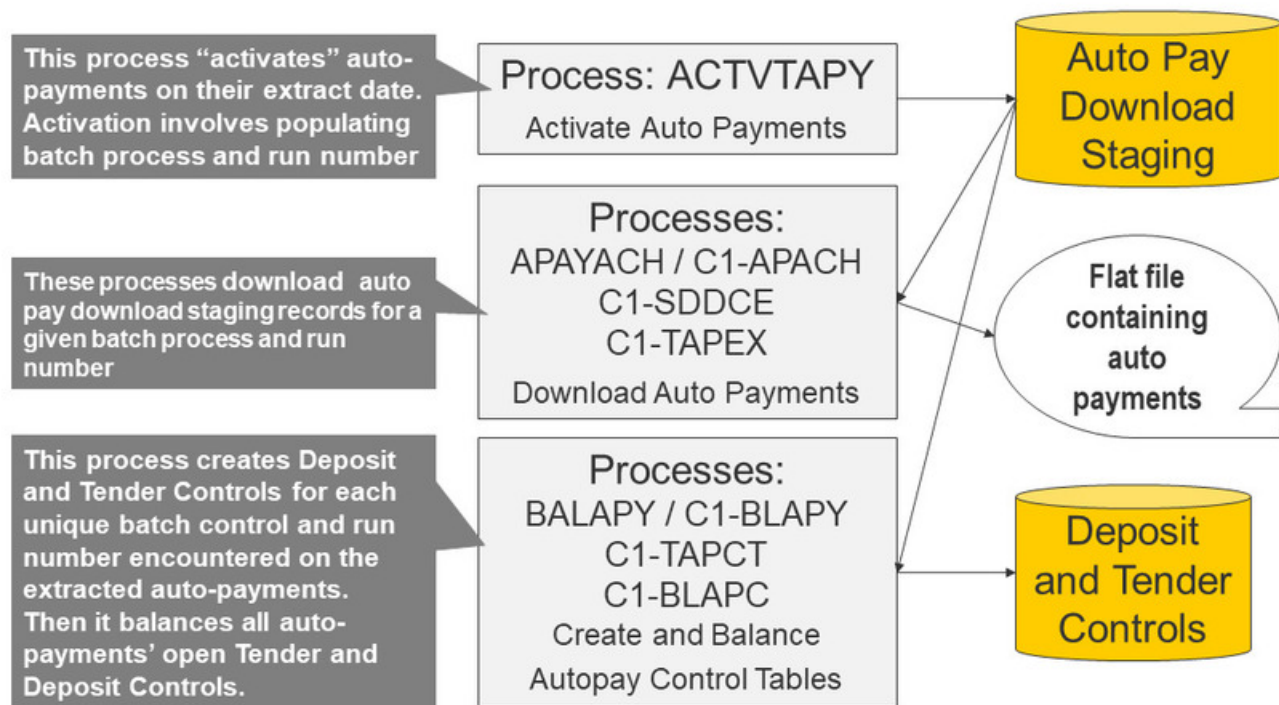 This process “activates” auto-
payments on their extract date.
Activation involves populating
batch process and run number
Process: ACTVTAPY
Activate Auto Payments
Auto Pay
Download
Staging
These processes download auto
pay download staging records for a
given batch process and run
number
Processes:
APAYACH / C1-APACH
C1-SDDCE
C1-TAPEX
Download Auto Payments
Flat file
containing
auto
payments
This process creates Deposit
and Tender Controls for each
unique batch control and run
number encountered on the
extracted auto-payments.
Then it balances all auto-
payments’ open Tender and
Deposit Controls.
Processes:
BALAPY / C1-BLAPY
C1-TAPCT
C1-BLAPC
Create and Balance
Autopay Control Tables
Deposit
and Tender
Controls